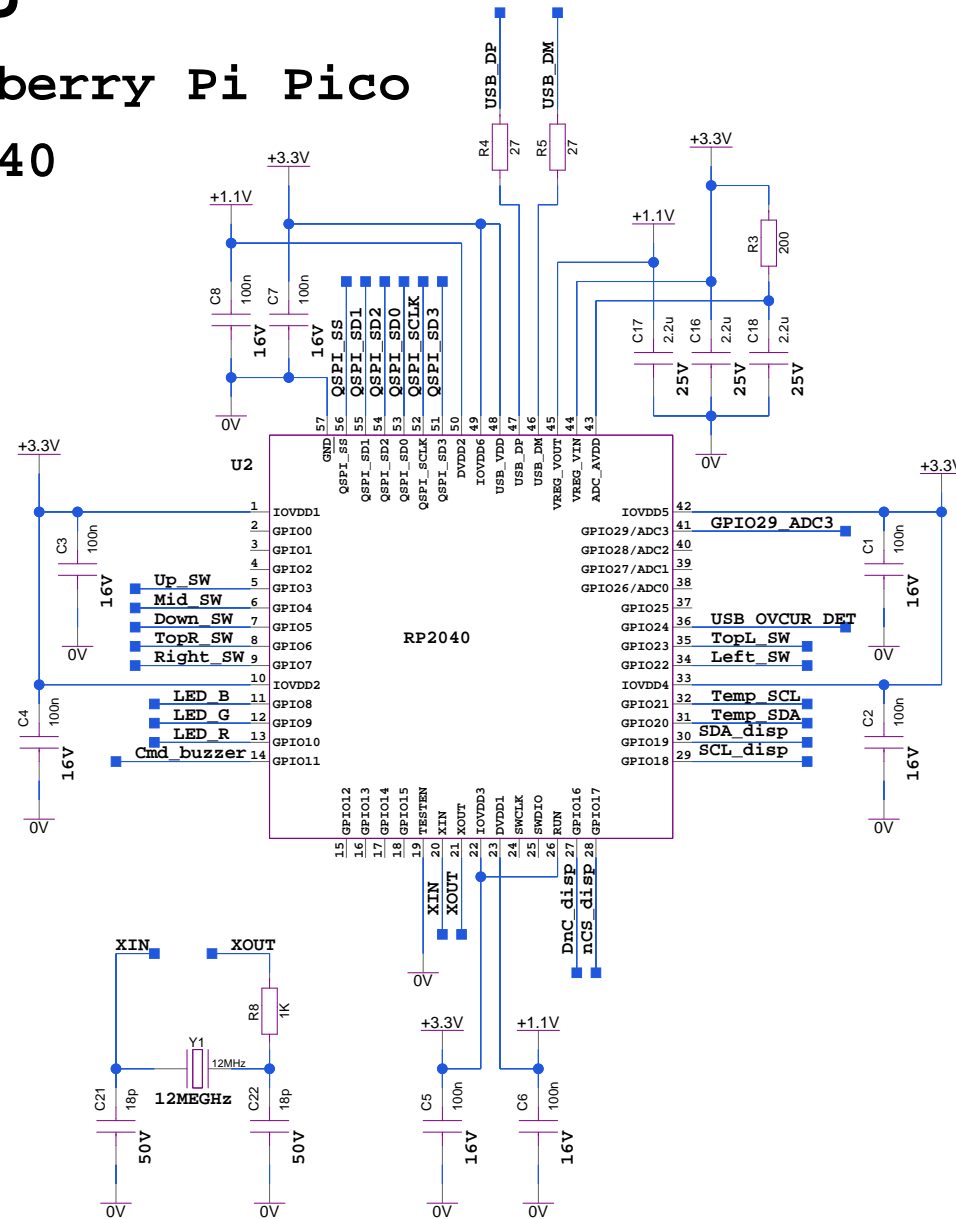 berry Pi Pico
40
USB_DP
USB_DM
R4
27
R5
27
+3.3V
+3.3V
+1.1V
+1.1V
R3
200
C8
100n
16V
C7
100n
16V
QSPI_SS
QSPI_SD1
QSPI_SD2
QSPI_SD0
QSPI_SCLK
QSPI_SD3
C17
2.2u
25V
C16
2.2u
25V
C18
2.2u
25V
0V
0V
57
56
55
54
53
52
51
50
49
48
47
46
45
44
43
GND
QSPI_SS
QSPI_SD1
QSPI_SD2
QSPI_SD0
QSPI_SCLK
QSPI_SD3
DVDD2
IOVDD6
USB_VDD
USB_DP
USB_DM
VREG_VOUT
VREG_VIN
ADC_AVDD
U2
RP2040
+3.3V
+3.3V
1 IOVDD1
2 GPIO0
3 GPIO1
4 GPIO2
Up_SW 5 GPIO3
Mid_SW 6 GPIO4
Down_SW 7 GPIO5
TopR_SW 8 GPIO6
Right_SW 9 GPIO7
10 IOVDD2
LED_B 11 GPIO8
LED_G 12 GPIO9
LED_R 13 GPIO10
Cmd_buzzer 14 GPIO11
IOVDD5 42
GPIO29/ADC3 41 GPIO29_ADC3
GPIO28/ADC2 40
GPIO27/ADC1 39
GPIO26/ADC0 38
GPIO25 37
GPIO24 36 USB_OVCUR_DET
GPIO23 35 TopL_SW
GPIO22 34 Left_SW
IOVDD4 33
GPIO21 32 Temp_SCL
GPIO20 31 Temp_SDA
GPIO19 30 SDA_disp
GPIO18 29 SCL_disp
C3
100n
16V
0V
C4
100n
16V
0V
C1
100n
16V
0V
C2
100n
16V
0V
GPIO12
GPIO13
GPIO14
GPIO15
TESTEN
XIN
XOUT
IOVDD3
DVDD1
SWCLK
SWDIO
RUN
GPIO16
GPIO17
15
16
17
18
19
20
21
22
23
24
25
26
27
28
XIN
XOUT
DnC_disp
nCS_disp
0V
XIN
XOUT
R8
1K
Y1
12MHz
12MEGHz
C21
18p
50V
C22
18p
50V
0V
0V
+3.3V
+1.1V
C5
100n
16V
C6
100n
16V
0V
0V